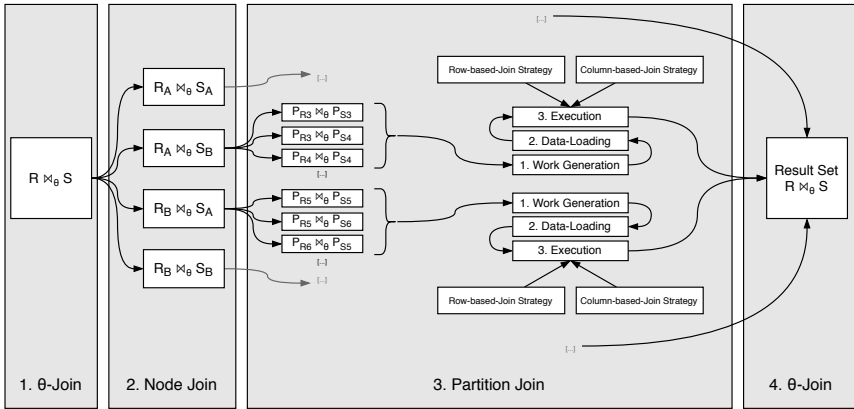 R ⋈θ S
1. θ-Join
RA ⋈θ SA
RA ⋈θ SB
RB ⋈θ SA
RB ⋈θ SB
2. Node Join
[...]
PR3 ⋈θ PS3
PR3 ⋈θ PS4
PR4 ⋈θ PS4
[...]
PR5 ⋈θ PS5
PR5 ⋈θ PS6
PR6 ⋈θ PS5
[...]
[...]
[...]
Row-based-Join Strategy
Column-based-Join Strategy
3. Execution
2. Data-Loading
1. Work Generation
1. Work Generation
2. Data-Loading
3. Execution
Row-based-Join Strategy
Column-based-Join Strategy
[...]
3. Partition Join
Result Set
R ⋈θ S
4. θ-Join